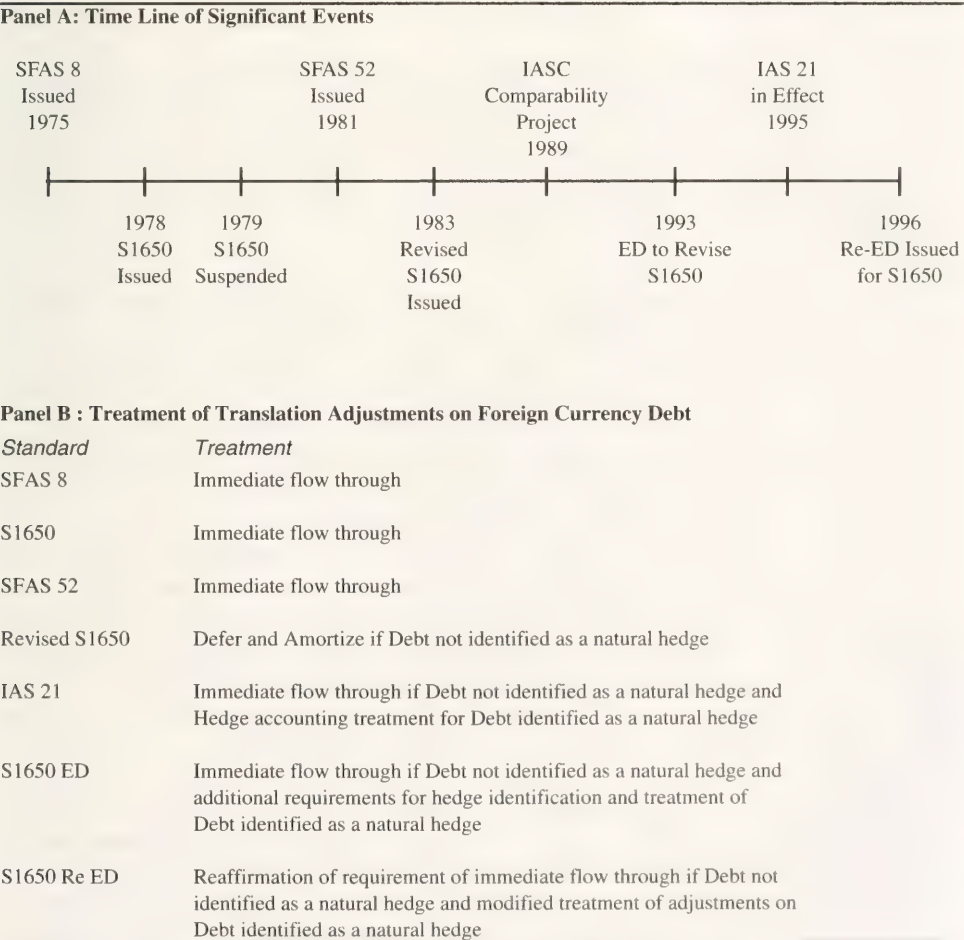 Panel A: Time Line of Significant Events
SFAS 8 SFAS 52 IASC IAS 21
Issued Issued Comparability in Effect
1975 1981 Project 1995
1989
1978 1979 1983 1993 1996
S1650 S1650 Revised ED to Revise Re-ED Issued
Issued Suspended S1650 S1650 for S1650
Issued
Panel B : Treatment of Translation Adjustments on Foreign Currency Debt
Standard Treatment
SFAS 8 Immediate flow through
S1650 Immediate flow through
SFAS 52 Immediate flow through
Revised S1650 Defer and Amortize if Debt not identified as a natural hedge
IAS 21 Immediate flow through if Debt not identified as a natural hedge and
Hedge accounting treatment for Debt identified as a natural hedge
S1650 ED Immediate flow through if Debt not identified as a natural hedge and
additional requirements for hedge identification and treatment of
Debt identified as a natural hedge
S1650 Re ED Reaffirmation of requirement of immediate flow through if Debt not
identified as a natural hedge and modified treatment of adjustments on
Debt identified as a natural hedge